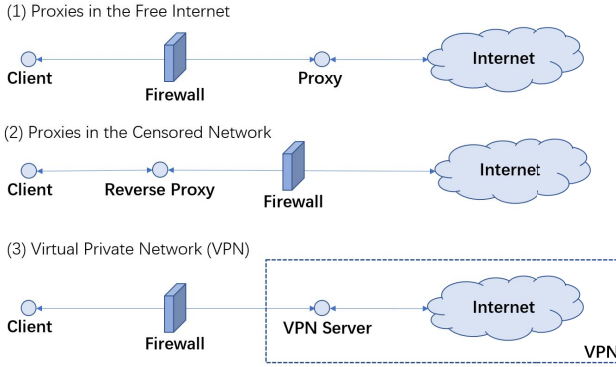 (1) Proxies in the Free Internet
Internet
Client
Proxy
Firewall
(2) Proxies in the Censored Network
Internet
Client
Reverse Proxy
Firewall
(3) Virtual Private Network (VPN)
Internet
Client
VPN Server
Firewall
VPN